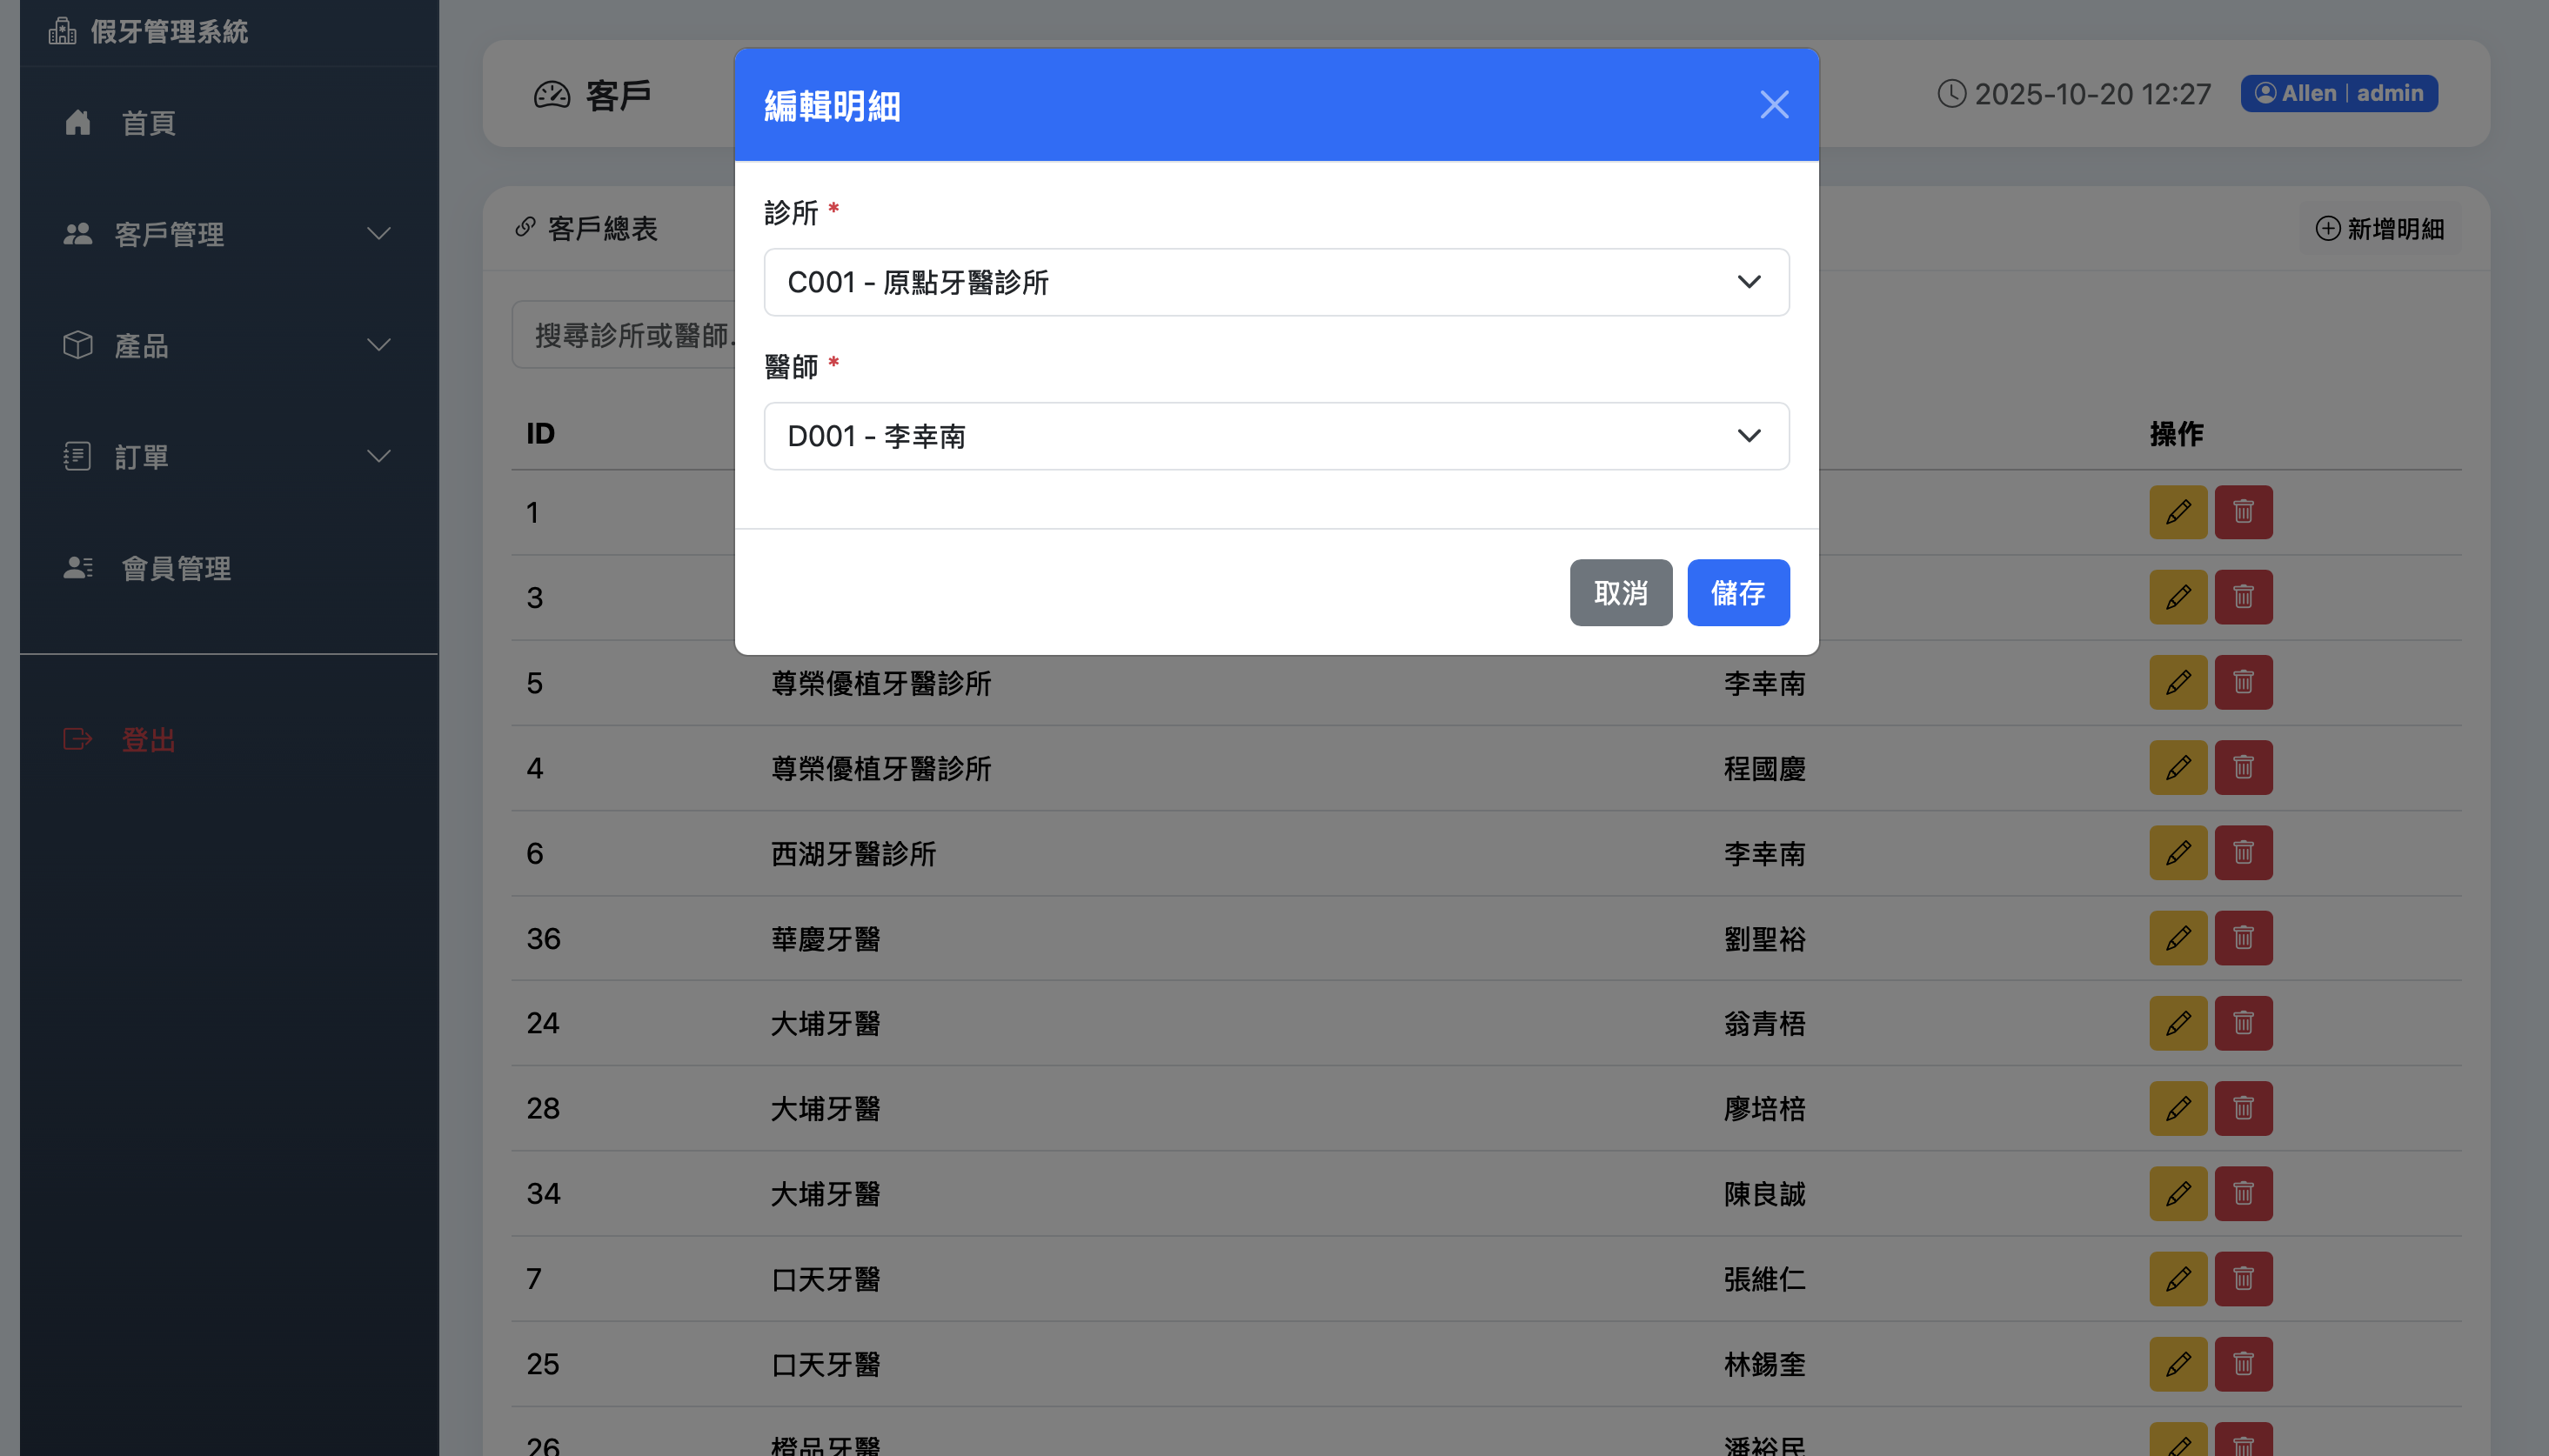 假牙管理系統
首頁
客戶管理
產品
訂單
會員管理
登出
客戶
2025-10-20 12:27
Allen | admin
客戶總表
新增明細
搜尋診所或醫師.
編輯明細
診所 *
C001 - 原點牙醫診所
醫師 *
D001 - 李幸南
取消 儲存
ID 操作
1
3
5 尊榮優植牙醫診所 李幸南
4 尊榮優植牙醫診所 程國慶
6 西湖牙醫診所 李幸南
36 華慶牙醫 劉聖裕
24 大埔牙醫 翁青梧
28 大埔牙醫 廖培棓
34 大埔牙醫 陳良誠
7 口天牙醫 張維仁
25 口天牙醫 林錫奎
26 橙品牙醫 潘裕民